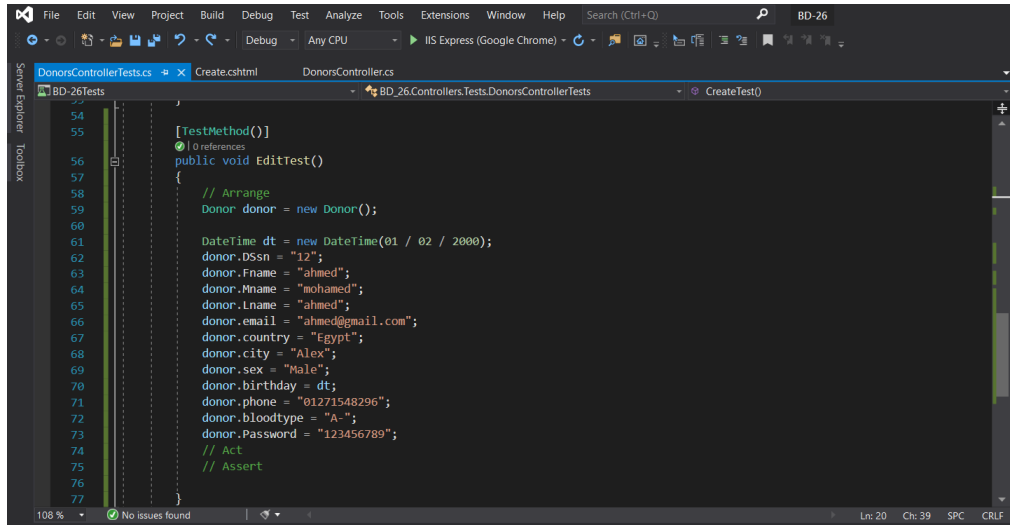 File Edit View Project Build Debug Test Analyze Tools Extensions Window Help Search (Ctrl+Q) BD-26
Debug Any CPU IIS Express (Google Chrome)
Server Explorer
Toolbox
DonorsControllerTests.cs Create.cshtml DonorsController.cs
BD-26Tests BD_26.Controllers.Tests.DonorsControllerTests CreateTest()
53 }
54
55 [TestMethod()]
0 references
56 public void EditTest()
57 {
58 // Arrange
59 Donor donor = new Donor();
60
61 DateTime dt = new DateTime(01 / 02 / 2000);
62 donor.DSsn = "12";
63 donor.Fname = "ahmed";
64 donor.Mname = "mohamed";
65 donor.Lname = "ahmed";
66 donor.email = "ahmed@gmail.com";
67 donor.country = "Egypt";
68 donor.city = "Alex";
69 donor.sex = "Male";
70 donor.birthday = dt;
71 donor.phone = "01271548296";
72 donor.bloodtype = "A-";
73 donor.Password = "123456789";
74 // Act
75 // Assert
76
77 }
108 % No issues found Ln: 20 Ch: 39 SPC CRLF